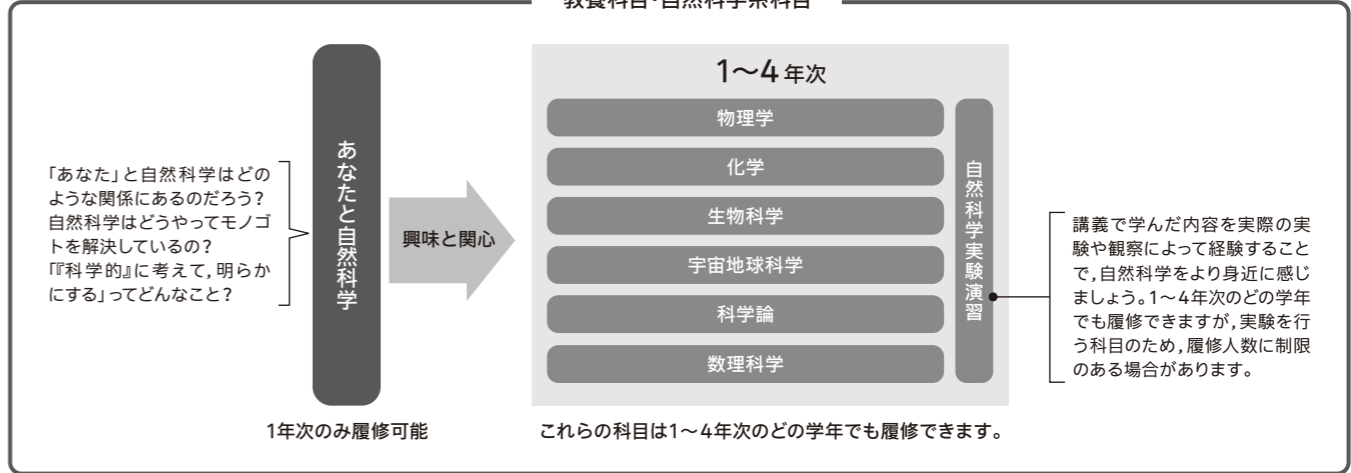 教養科目・自然科学系科目
「あなた」と自然科学はどの
ような関係にあるのだろう?
自然科学はどうやってモノゴ
トを解決しているの?
「『科学的』に考えて,明らか
にする」ってどんなこと?
あなたと自然科学
1年次のみ履修可能
興味と関心
1〜4年次
物理学
化学
生物科学
宇宙地球科学
科学論
数理科学
自然科学実験演習
これらの科目は1〜4年次のどの学年でも履修できます。
講義で学んだ内容を実際の実
験や観察によって経験すること
で,自然科学をより身近に感じ
ましょう。1〜4年次のどの学年
でも履修できますが,実験を行
う科目のため,履修人数に制限
のある場合があります。